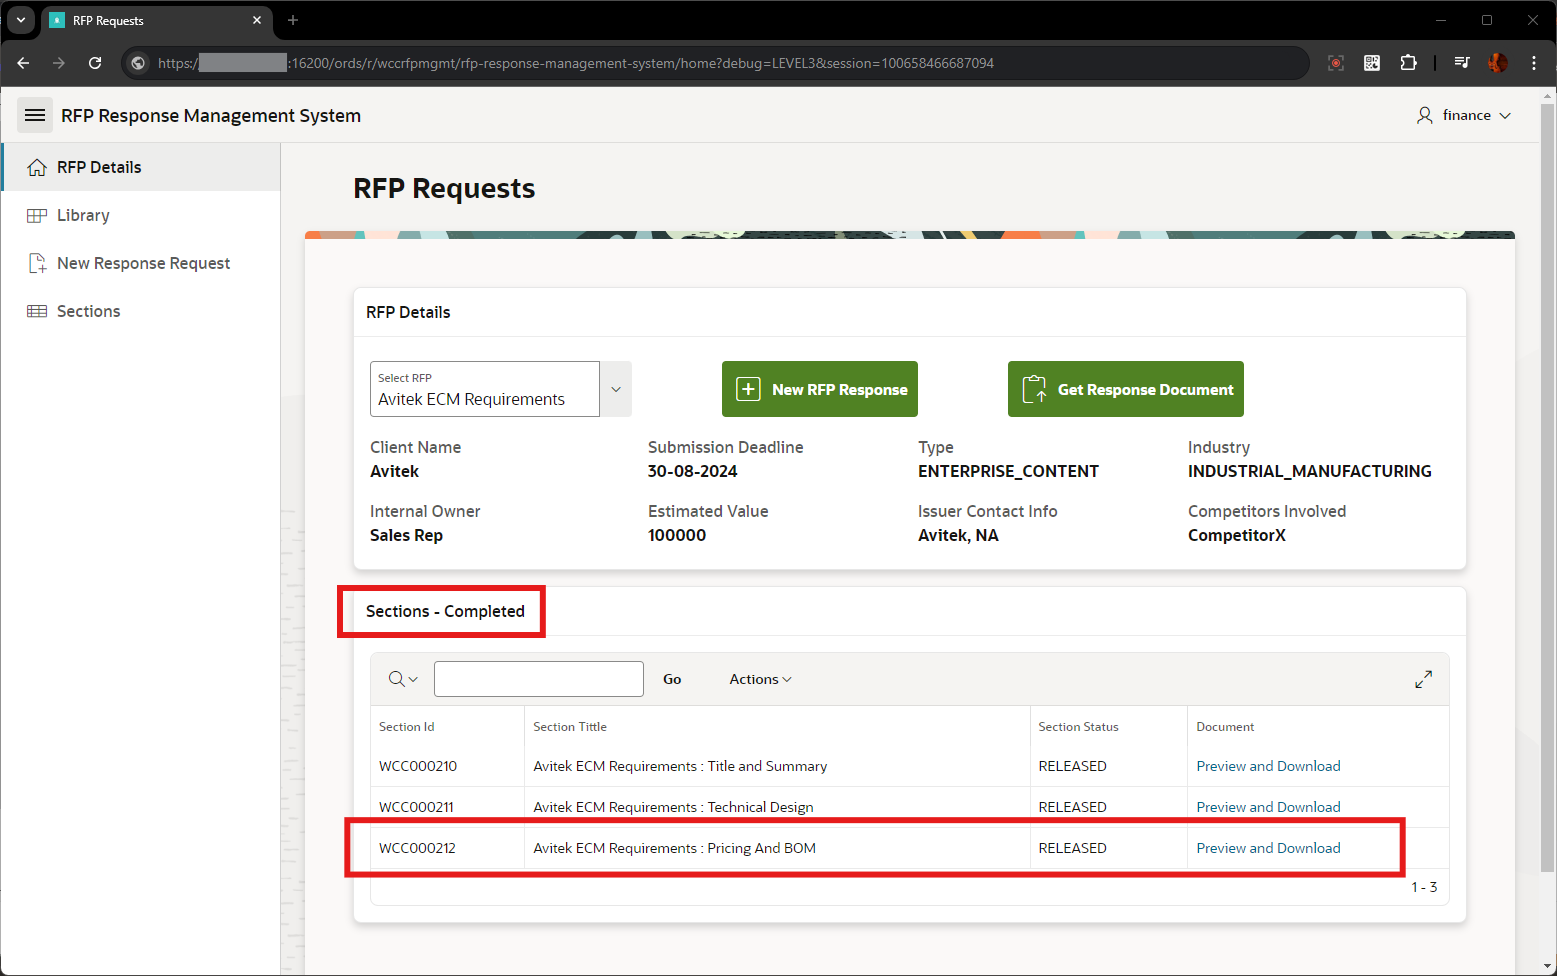 RFP Requests
https:/ :16200/ords/r/wccrfpmgmt/rfp-response-management-system/home?debug=LEVEL3&session=100658466687094
RFP Response Management System
finance
RFP Details
Library
New Response Request
Sections
RFP Requests
RFP Details
Select RFP
Avitek ECM Requirements
New RFP Response
Get Response Document
Client Name Submission Deadline Type Industry
Avitek 30-08-2024 ENTERPRISE_CONTENT INDUSTRIAL_MANUFACTURING
Internal Owner Estimated Value Issuer Contact Info Competitors Involved
Sales Rep 100000 Avitek, NA CompetitorX
Sections - Completed
Go Actions
Section Id Section Tittle Section Status Document
WCC000210 Avitek ECM Requirements : Title and Summary RELEASED Preview and Download
WCC000211 Avitek ECM Requirements : Technical Design RELEASED Preview and Download
WCC000212 Avitek ECM Requirements : Pricing And BOM RELEASED Preview and Download
1 - 3